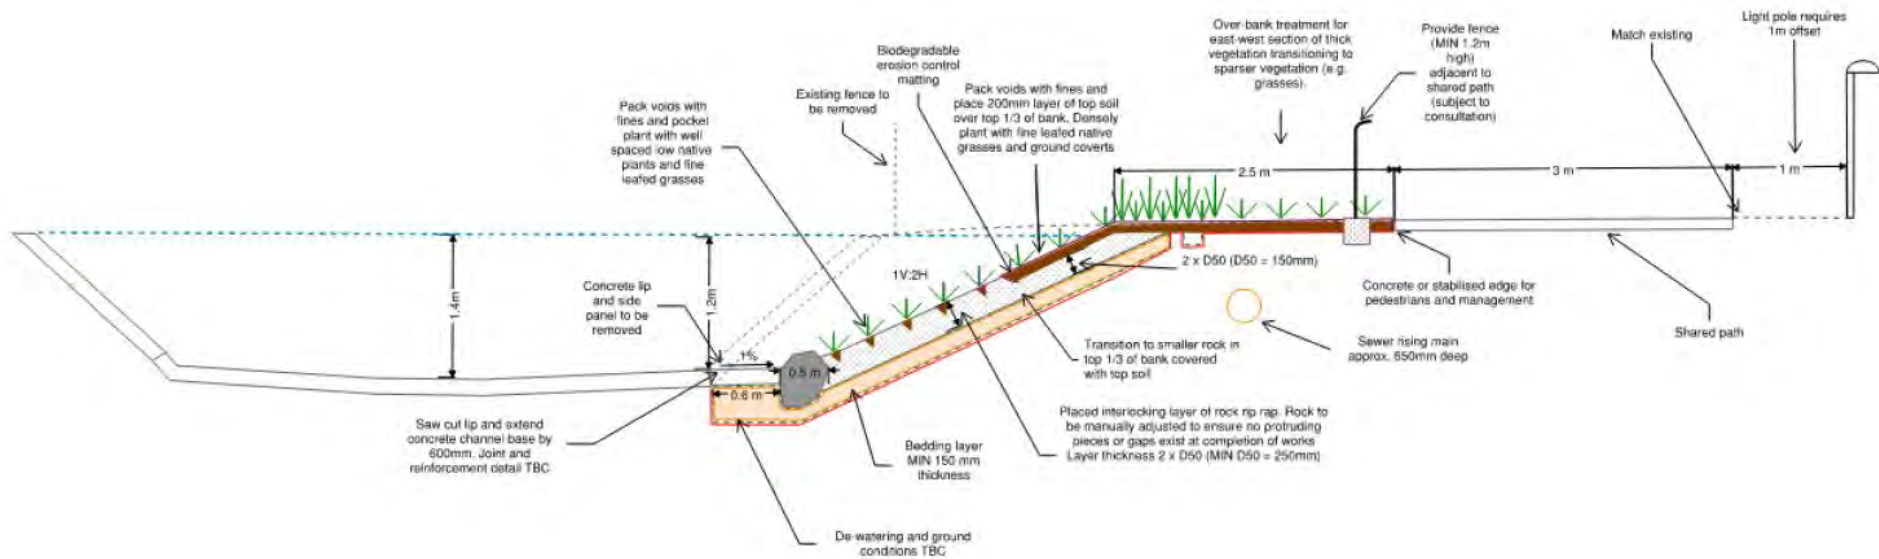 Pack voids with
fines and pocket
plant with well
spaced low native
plants and fine
leafed grasses
Existing fence to
be removed
Biodegradable
erosion control
matting
Pack voids with fines and
place 200mm layer of top soil
over top 1/3 of bank. Densely
plant with fine leafed native
grasses and ground coverts
Over-bank treatment for
east-west section of thick
vegetation transitioning to
sparser vegetation (e.g.
grasses).
Provide fence
(MIN 1.2m
high)
adjacent to
shared path
(subject to
consultation)
Match existing
Light pole requires
1m offset
2.5 m
3 m
1 m
1.4m
1.2m
Concrete lip
and side
panel to be
removed
1V:2H
2 x D50 (D50 = 150mm)
Concrete or stabilised edge for
pedestrians and management
Shared path
Sewer rising main
approx. 650mm deep
Transition to smaller rock in
top 1/3 of bank covered
with top soil
1%
0.5 m
0.6 m
Saw cut lip and extend
concrete channel base by
600mm. Joint and
reinforcement detail TBC
Bedding layer
MIN 150 mm
thickness
Placed interlocking layer of rock rip rap. Rock to
be manually adjusted to ensure no protruding
pieces or gaps exist at completion of works
Layer thickness 2 x D50 (MIN D50 = 250mm)
De-watering and ground
conditions TBC